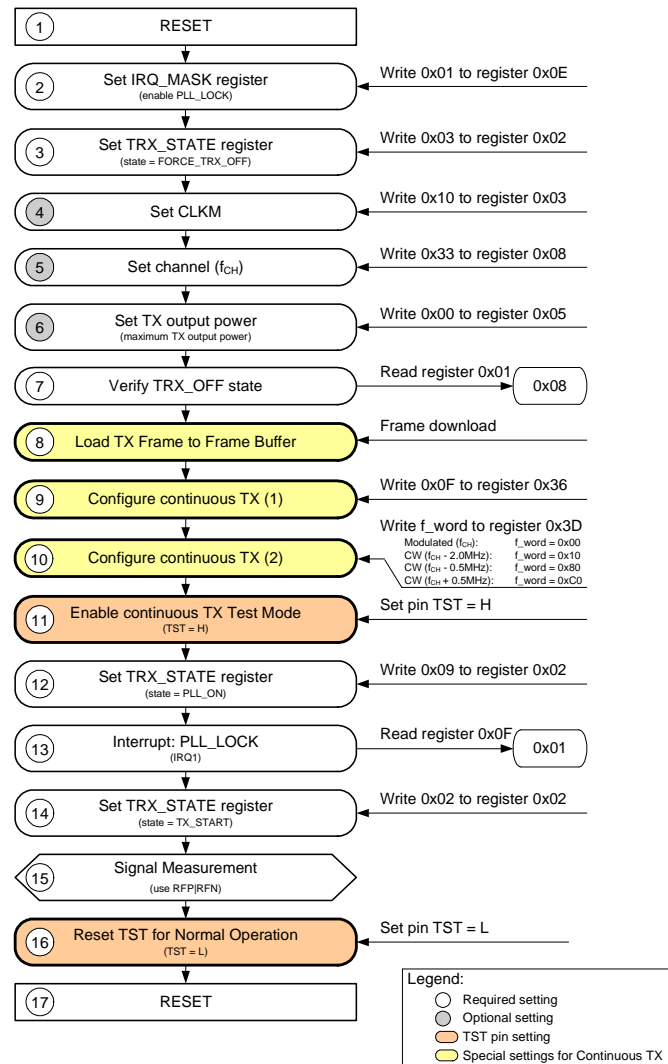 1
RESET
2
Set IRQ_MASK register
(enable PLL_LOCK)
Write 0x01 to register 0x0E
3
Set TRX_STATE register
(state = FORCE_TRX_OFF)
Write 0x03 to register 0x02
4
Set CLKM
Write 0x10 to register 0x03
5
Set channel (fCH)
Write 0x33 to register 0x08
6
Set TX output power
(maximum TX output power)
Write 0x00 to register 0x05
7
Verify TRX_OFF state
Read register 0x01
0x08
8
Load TX Frame to Frame Buffer
Frame download
9
Configure continuous TX (1)
Write 0x0F to register 0x36
10
Configure continuous TX (2)
Write f_word to register 0x3D
Modulated (fCH): f_word = 0x00
CW (fCH - 2.0MHz): f_word = 0x10
CW (fCH - 0.5MHz): f_word = 0x80
CW (fCH + 0.5MHz): f_word = 0xC0
11
Enable continuous TX Test Mode
(TST = H)
Set pin TST = H
12
Set TRX_STATE register
(state = PLL_ON)
Write 0x09 to register 0x02
13
Interrupt: PLL_LOCK
(IRQ1)
Read register 0x0F
0x01
14
Set TRX_STATE register
(state = TX_START)
Write 0x02 to register 0x02
15
Signal Measurement
(use RFP|RFN)
16
Reset TST for Normal Operation
(TST = L)
Set pin TST = L
17
RESET
Legend:
Required setting
Optional setting
TST pin setting
Special settings for Continuous TX